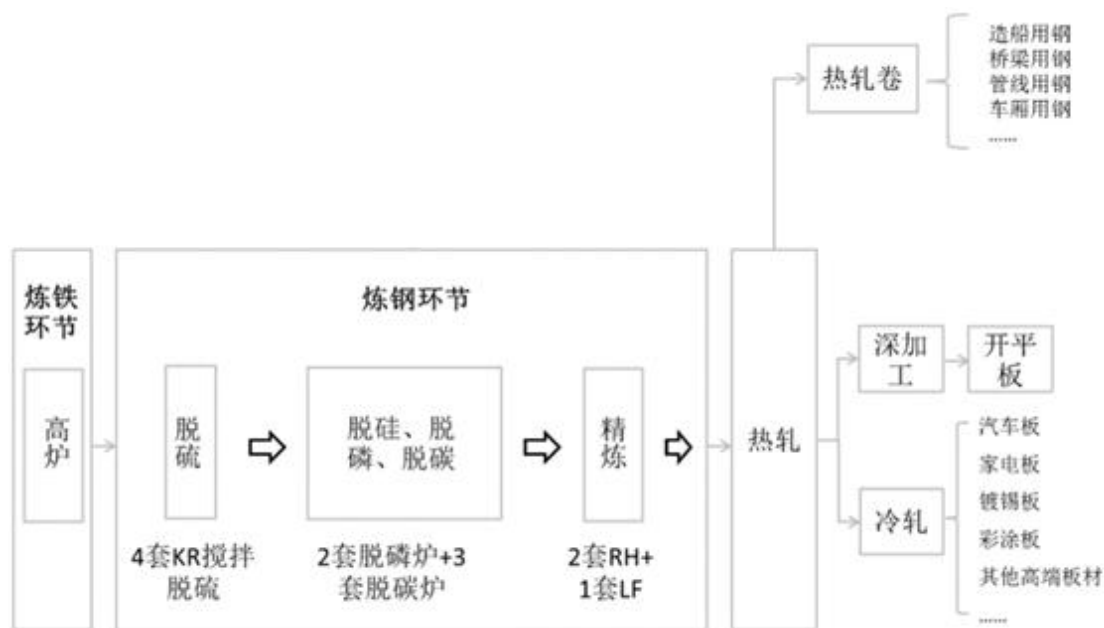 造船用钢
桥梁用钢
管线用钢
车厢用钢
......
热轧卷
炼铁
环节
高炉
炼钢环节
脱硫
4套KR搅拌
脱硫
脱硅、脱
磷、脱碳
2套脱磷炉+3
套脱碳炉
精炼
2套RH+
1套LF
热轧
深加
工
开平
板
冷轧
汽车板
家电板
镀锡板
彩涂板
其他高端板材
......